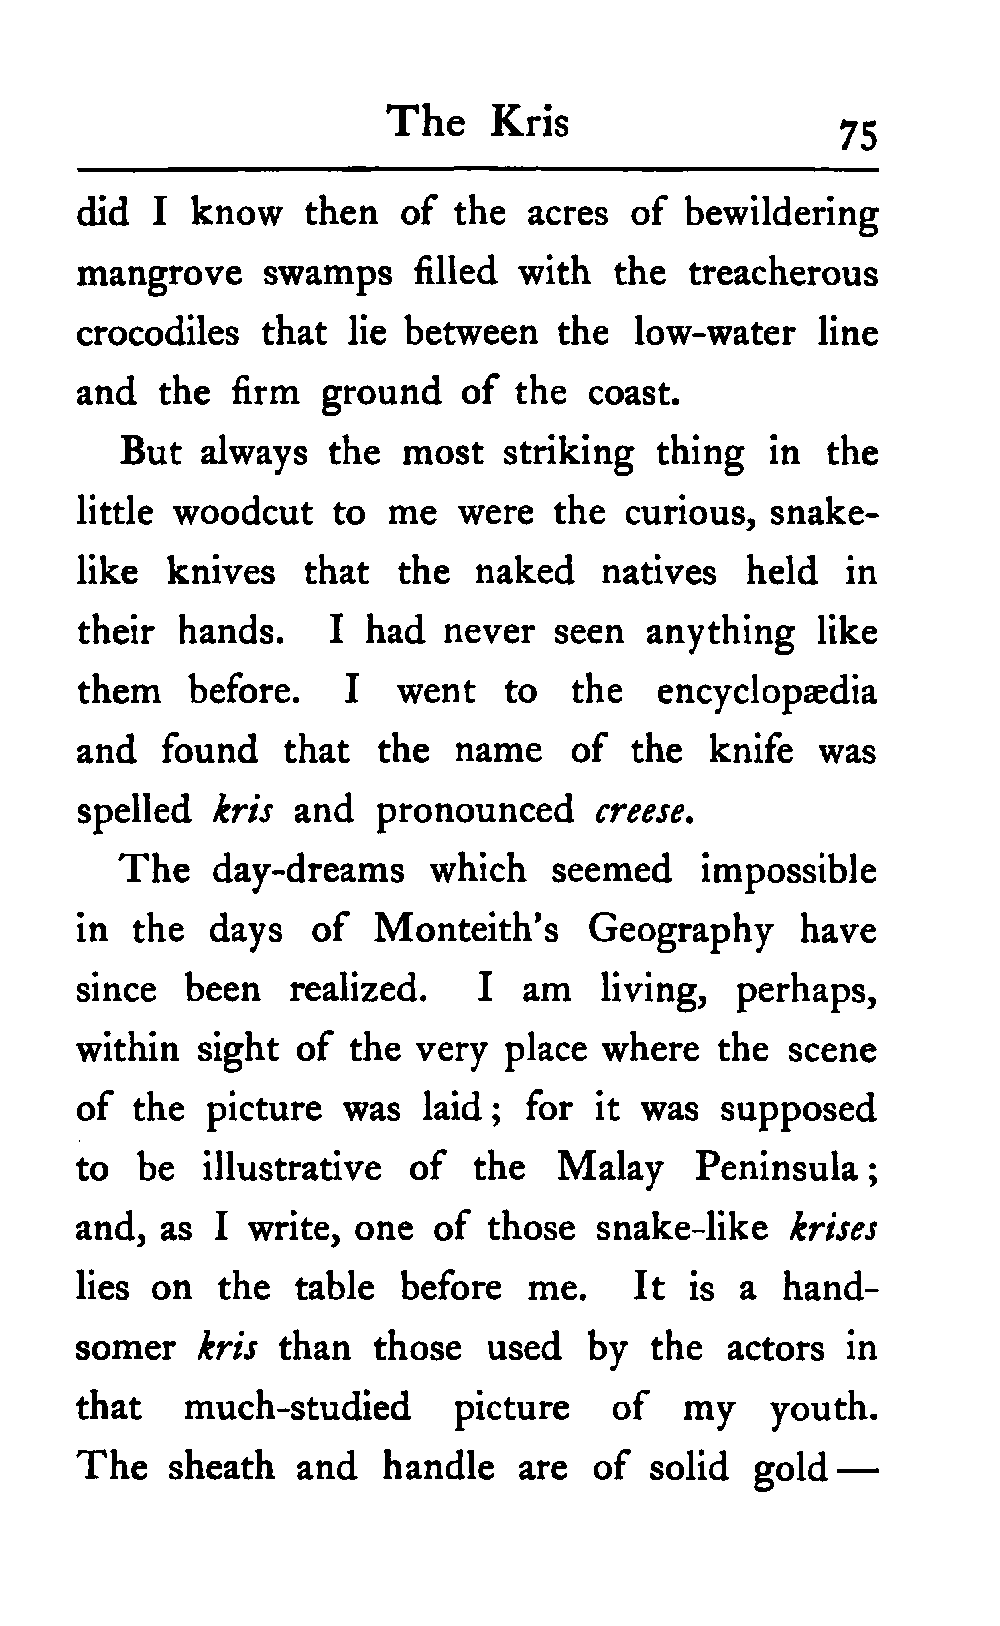 The Kris
75
did I know then of the acres of bewildering
mangrove swamps filled with the treacherous
crocodiles that lie between the low-water line
and the firm ground of the coast.
But always the most striking thing in the
little woodcut to me were the curious, snake-
like knives that the naked natives held in
their hands. I had never seen anything like
them before. I went to the encyclopædia
and found that the name of the knife was
spelled kris and pronounced creese.
The day-dreams which seemed impossible
in the days of Monteith's Geography have
since been realized. I am living, perhaps,
within sight of the very place where the scene
of the picture was laid; for it was supposed
to be illustrative of the Malay Peninsula;
and, as I write, one of those snake-like krises
lies on the table before me. It is a hand-
somer kris than those used by the actors in
that much-studied picture of my youth.
The sheath and handle are of solid gold —